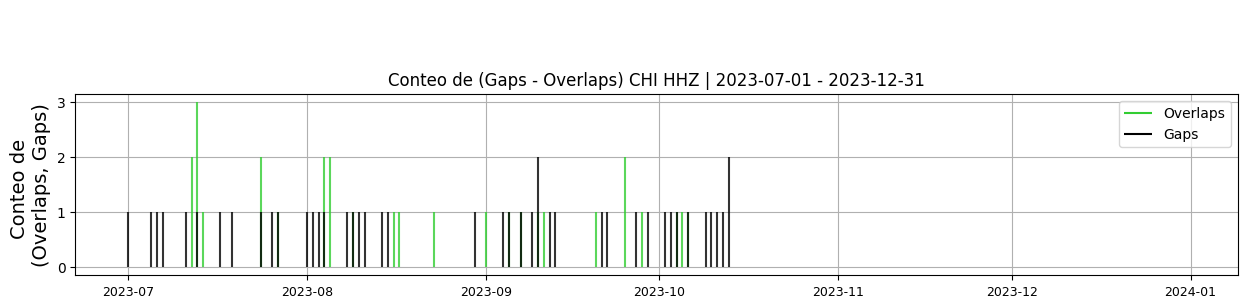 Conteo de (Gaps - Overlaps) CHI HHZ | 2023-07-01 - 2023-12-31
Conteo de
(Overlaps, Gaps)
3
2
1
0
Overlaps
Gaps
2023-07
2023-08
2023-09
2023-10
2023-11
2023-12
2024-01